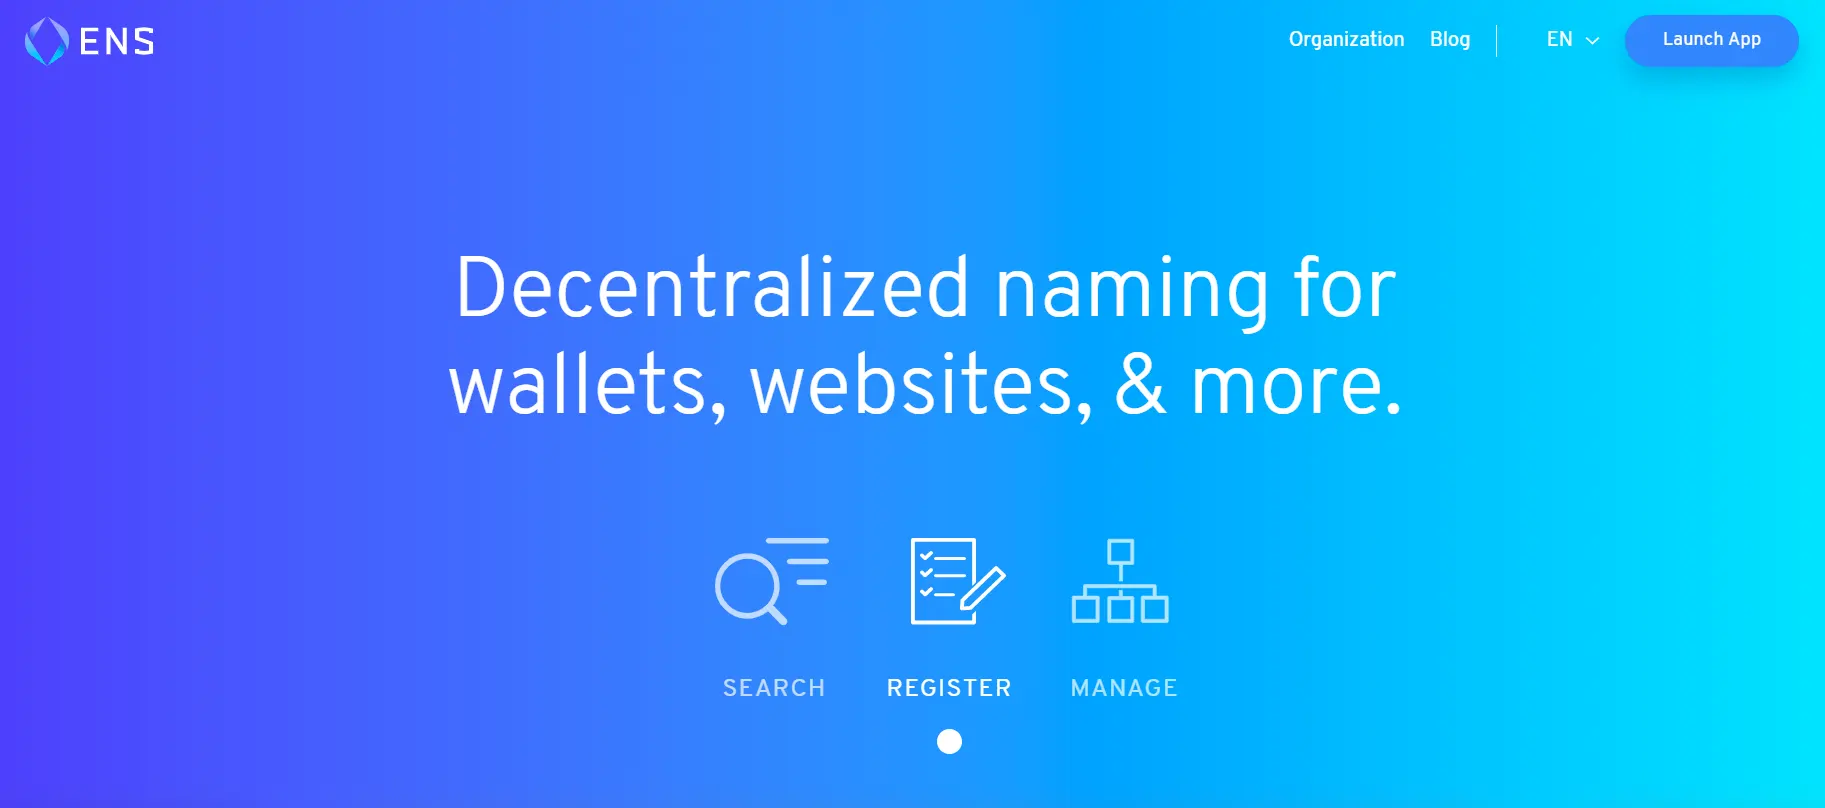 ENS
Organization Blog EN Launch App
Decentralized naming for
wallets, websites, & more.
SEARCH REGISTER MANAGE